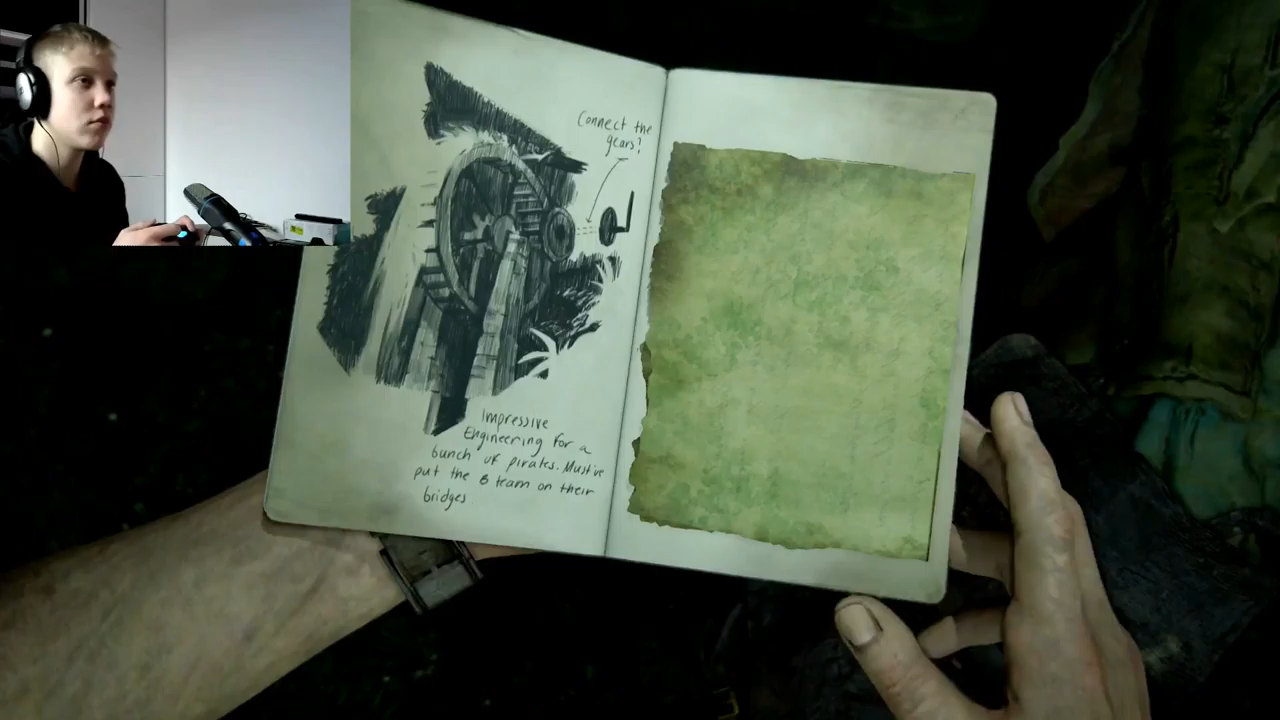 Connect the
gears?
Impressive
Engineering for a
bunch of pirates. Must've
put the B team on their
bridges